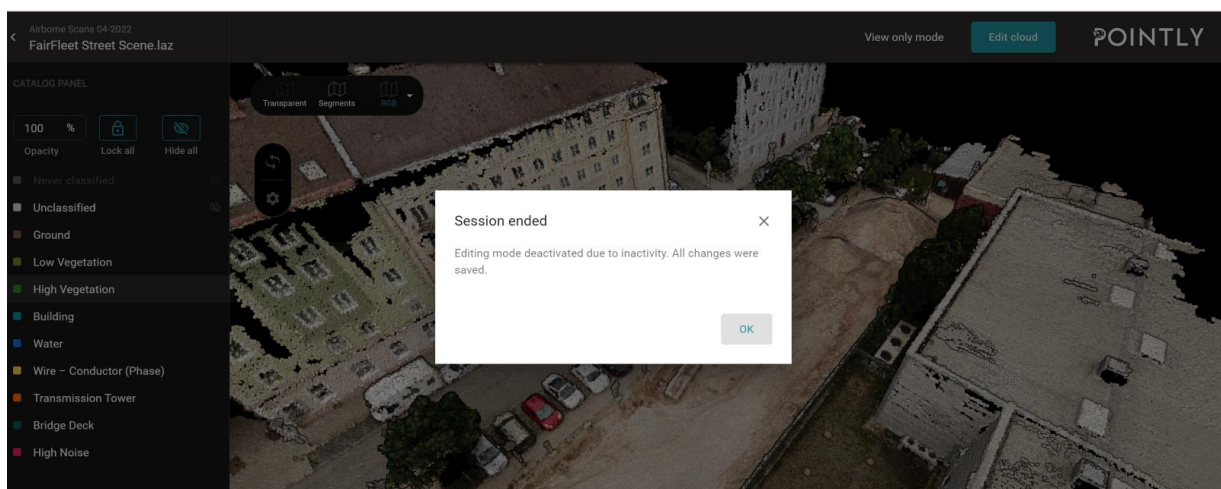 Airborne Scans 04-2022
FairFleet Street Scene.laz
View only mode
Edit cloud
POINTLY
CATALOG PANEL
Transparent
Segments
RGB
100 %
Opacity
Lock all
Hide all
Never classified
Unclassified
Ground
Low Vegetation
High Vegetation
Building
Water
Wire – Conductor (Phase)
Transmission Tower
Bridge Deck
High Noise
Session ended
Editing mode deactivated due to inactivity. All changes were
saved.
OK